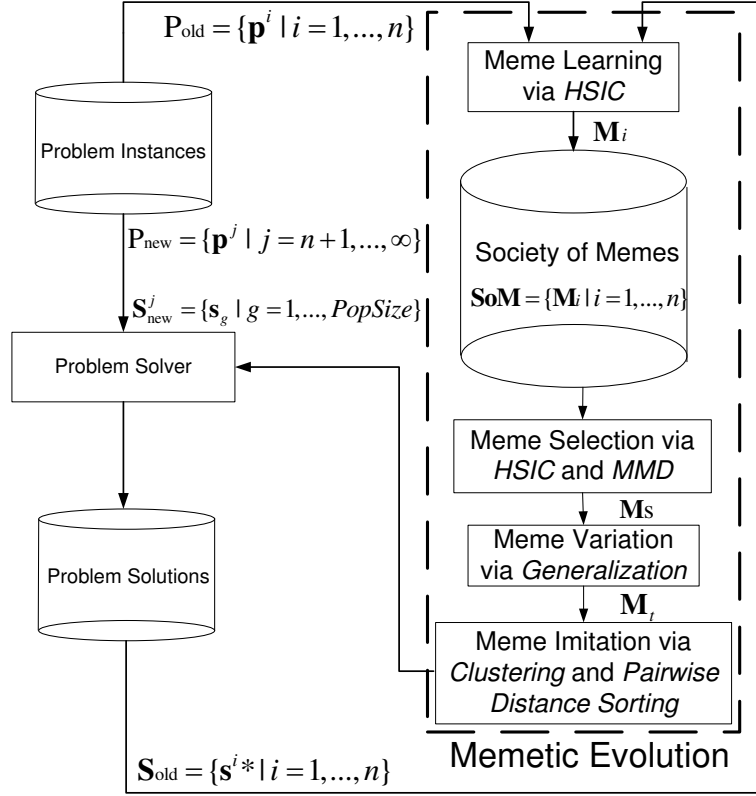 P_old = {p^i | i = 1,...,n}
Meme Learning
via HSIC
M_i
Problem Instances
Society of Memes
SoM = {M_i | i = 1,...,n}
P_new = {p^j | j = n+1,...,∞}
S^j_new = {s_g | g = 1,...,PopSize}
Problem Solver
Meme Selection via
HSIC and MMD
M_S
Meme Variation
via Generalization
M_t
Problem Solutions
Meme Imitation via
Clustering and Pairwise
Distance Sorting
Memetic Evolution
S_old = {s^i* | i = 1,...,n}